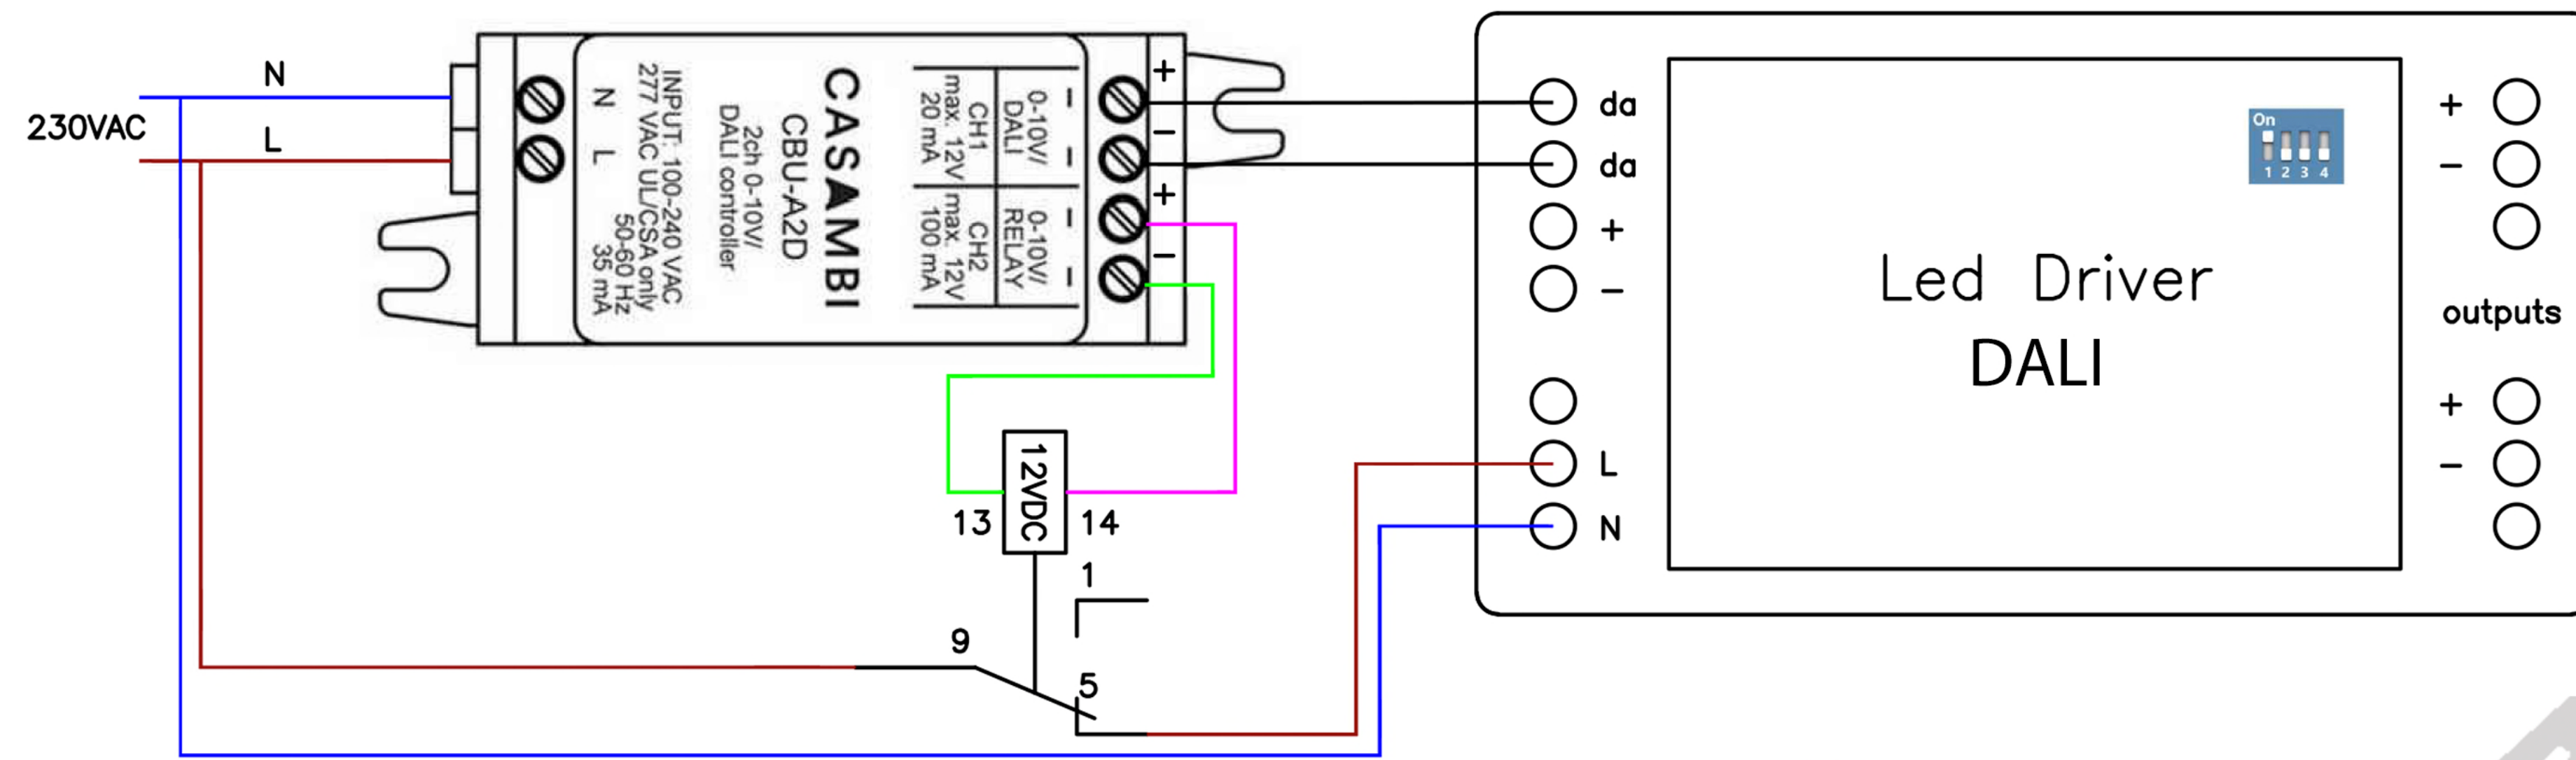 N
230VAC
L
N
L
INPUT: 100-240 VAC
277 VAC UL/CSA only
50-60 Hz
35 mA
CASAMBI
CBU-A2D
2ch 0-10V/
DALI controller
0-10V/
DALI
CH1
max. 12V
20 mA
0-10V/
RELAY
CH2
max. 12V
100 mA
-
-
-
-
+
-
+
-
12VDC
13
14
1
9
5
da
da
+
-
L
N
On
1 2 3 4
Led Driver
DALI
+
-
outputs
+
-